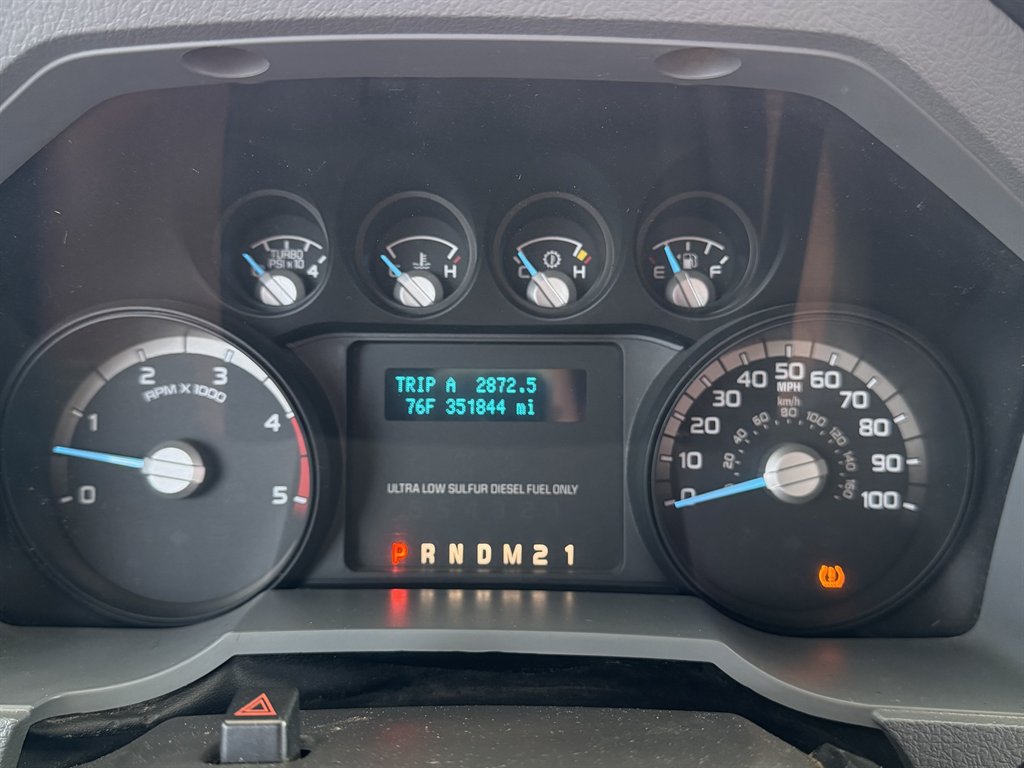 TURBO
PSI x 10
4
C H
C H
E F
0 1 2 3 4 5
RPM X 1000
TRIP A 2872.5
76F 351844 mi
ULTRA LOW SULFUR DIESEL FUEL ONLY
P R N D M 2 1
0 10 20 30 40 50 60 70 80 90 100
MPH
km/h
20 40 60 80 100 120 140 160